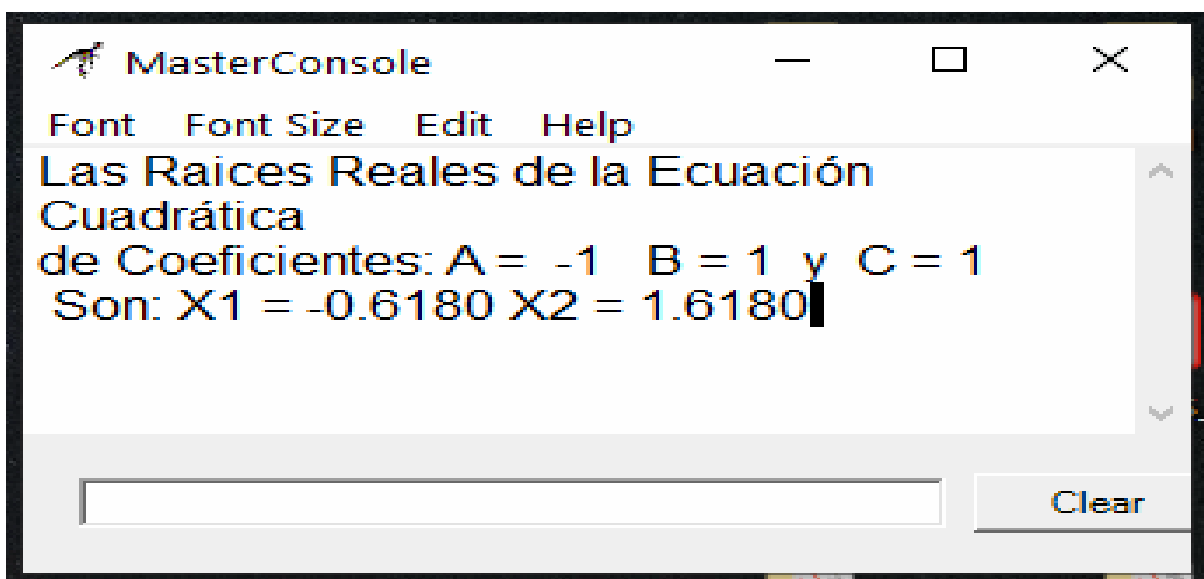 MasterConsole
Font Font Size Edit Help
Las Raices Reales de la Ecuación
Cuadrática
de Coeficientes: A = -1 B = 1 y C = 1
Son: X1 = -0.6180 X2 = 1.6180
Clear